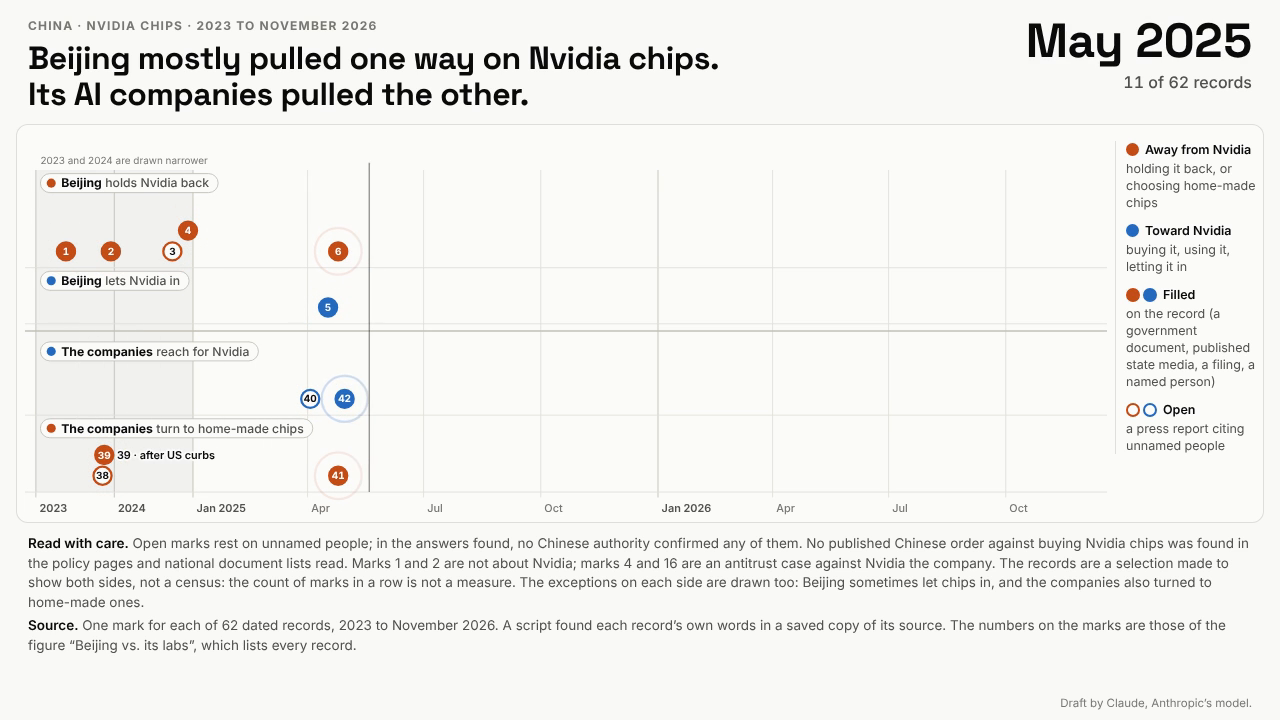 CHINA · NVIDIA CHIPS · 2023 TO NOVEMBER 2026
Beijing mostly pulled one way on Nvidia chips.
Its AI companies pulled the other.
May 2025
11 of 62 records
2023 and 2024 are drawn narrower
Beijing holds Nvidia back
4
1
2
3
6
Beijing lets Nvidia in
5
The companies reach for Nvidia
40
42
The companies turn to home-made chips
39
39 · after US curbs
38
41
2023
2024
Jan 2025
Apr
Jul
Oct
Jan 2026
Apr
Jul
Oct
Away from Nvidia
holding it back, or
choosing home-made
chips
Toward Nvidia
buying it, using it,
letting it in
Filled
on the record (a
government
document, published
state media, a filing, a
named person)
Open
a press report citing
unnamed people
Read with care. Open marks rest on unnamed people; in the answers found, no Chinese authority confirmed any of them. No published Chinese order against buying Nvidia chips was found in
the policy pages and national document lists read. Marks 1 and 2 are not about Nvidia; marks 4 and 16 are an antitrust case against Nvidia the company. The records are a selection made to
show both sides, not a census: the count of marks in a row is not a measure. The exceptions on each side are drawn too: Beijing sometimes let chips in, and the companies also turned to
home-made ones.
Source. One mark for each of 62 dated records, 2023 to November 2026. A script found each record’s own words in a saved copy of its source. The numbers on the marks are those of the
figure “Beijing vs. its labs”, which lists every record.
Draft by Claude, Anthropic’s model.